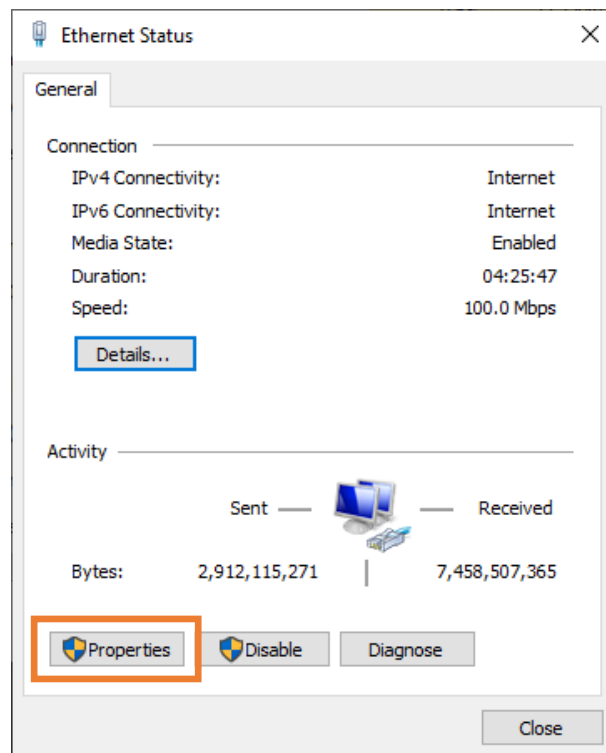 Ethernet Status
General
Connection
IPv4 Connectivity: Internet
IPv6 Connectivity: Internet
Media State: Enabled
Duration: 04:25:47
Speed: 100.0 Mbps
Details...
Activity
Sent Received
Bytes: 2,912,115,271 7,458,507,365
Properties Disable Diagnose
Close